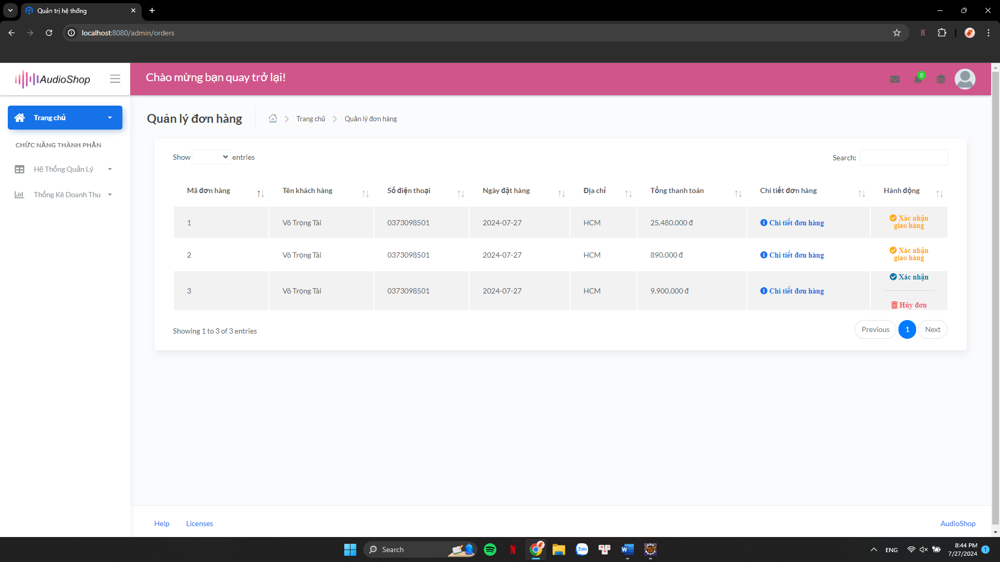 Quản trị hệ thống
localhost:8080/admin/orders
AudioShop
Chào mừng bạn quay trở lại!
0
Trang chủ
CHỨC NĂNG THÀNH PHẦN
Hệ Thống Quản Lý
Thống Kê Doanh Thu
Quản lý đơn hàng
Trang chủ
Quản lý đơn hàng
Show entries
Search:
Mã đơn hàng Tên khách hàng Số điện thoại Ngày đặt hàng Địa chỉ Tổng thanh toán Chi tiết đơn hàng Hành động
1 Võ Trọng Tài 0373098501 2024-07-27 HCM 25.480.000 đ Chi tiết đơn hàng Xác nhận
giao hàng
2 Võ Trọng Tài 0373098501 2024-07-27 HCM 890.000 đ Chi tiết đơn hàng Xác nhận
giao hàng
Xác nhận
3 Võ Trọng Tài 0373098501 2024-07-27 HCM 9.900.000 đ Chi tiết đơn hàng
Hủy đơn
Showing 1 to 3 of 3 entries
Previous 1 Next
Help Licenses AudioShop
Search
Zalo
W
ENG
8:44 PM
7/27/2024
1